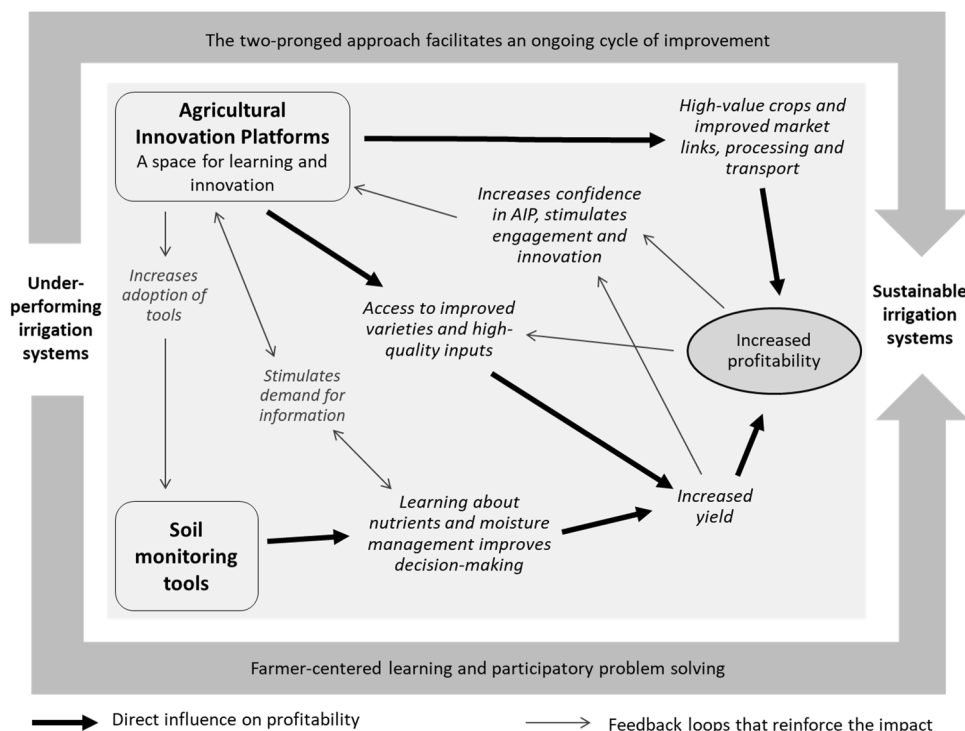 The two-pronged approach facilitates an ongoing cycle of improvement
Agricultural
Innovation Platforms
A space for learning and
innovation
High-value crops and
improved market
links, processing and
transport
Increases confidence
in AIP, stimulates
engagement and
innovation
Under-
performing
irrigation
systems
Increases
adoption of
tools
Access to improved
varieties and high-
quality inputs
Increased
profitability
Sustainable
irrigation
systems
Stimulates
demand for
information
Soil
monitoring
tools
Learning about
nutrients and moisture
management improves
decision-making
Increased
yield
Farmer-centered learning and participatory problem solving
Direct influence on profitability
Feedback loops that reinforce the impact